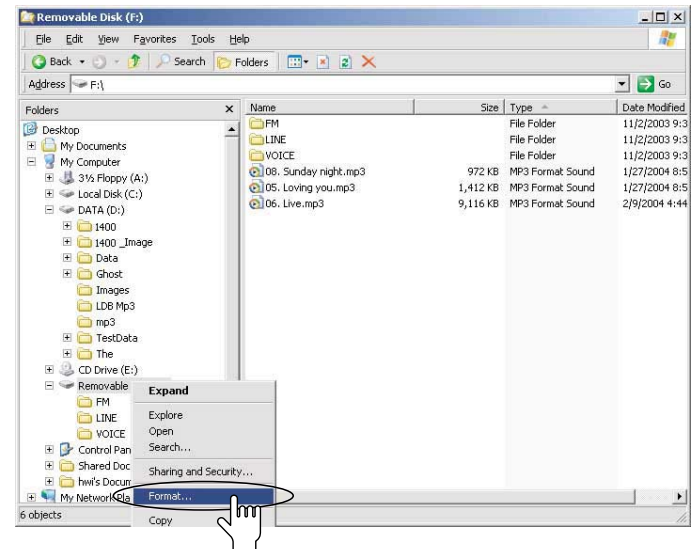 Removable Disk (F:)
File Edit View Favorites Tools Help
Back Search Folders
Address F:\ Go
Folders
Desktop
My Documents
My Computer
3½ Floppy (A:)
Local Disk (C:)
DATA (D:)
1400
1400 _Image
Data
Ghost
Images
LDB Mp3
mp3
TestData
The
CD Drive (E:)
Removable
FM
LINE
VOICE
Control Pan
Shared Doc
hwi's Docum
My Network Pla
Name Size Type Date Modified
FM File Folder 11/2/2003 9:3
LINE File Folder 11/2/2003 9:3
VOICE File Folder 11/2/2003 9:3
08. Sunday night.mp3 972 KB MP3 Format Sound 1/27/2004 8:5
05. Loving you.mp3 1,412 KB MP3 Format Sound 1/27/2004 8:5
06. Live.mp3 9,116 KB MP3 Format Sound 2/9/2004 4:44
Expand
Explore
Open
Search...
Sharing and Security...
Format...
Copy
6 objects